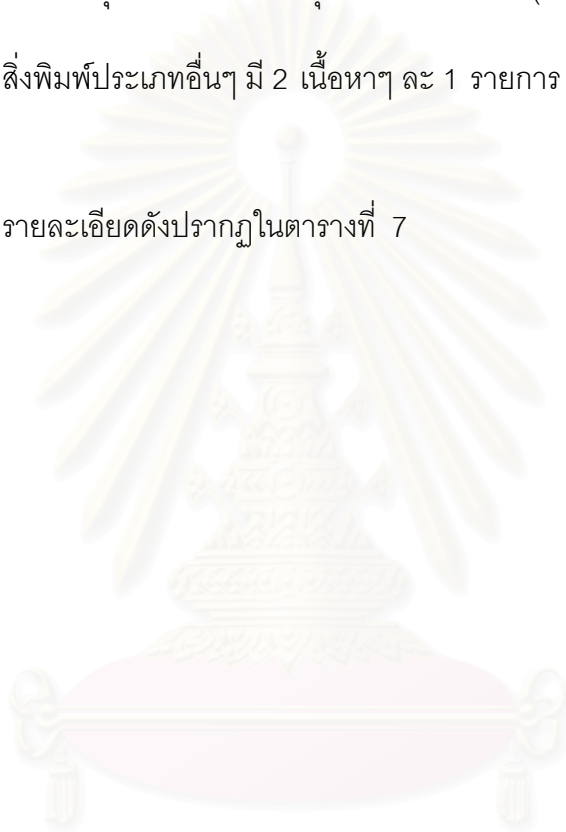 สิ่งพิมพ์ประเภทอื่นๆ มี 2 เนื้อหาๆ ละ 1 รายการ
รายละเอียดดังปรากฏในตารางที่ 7